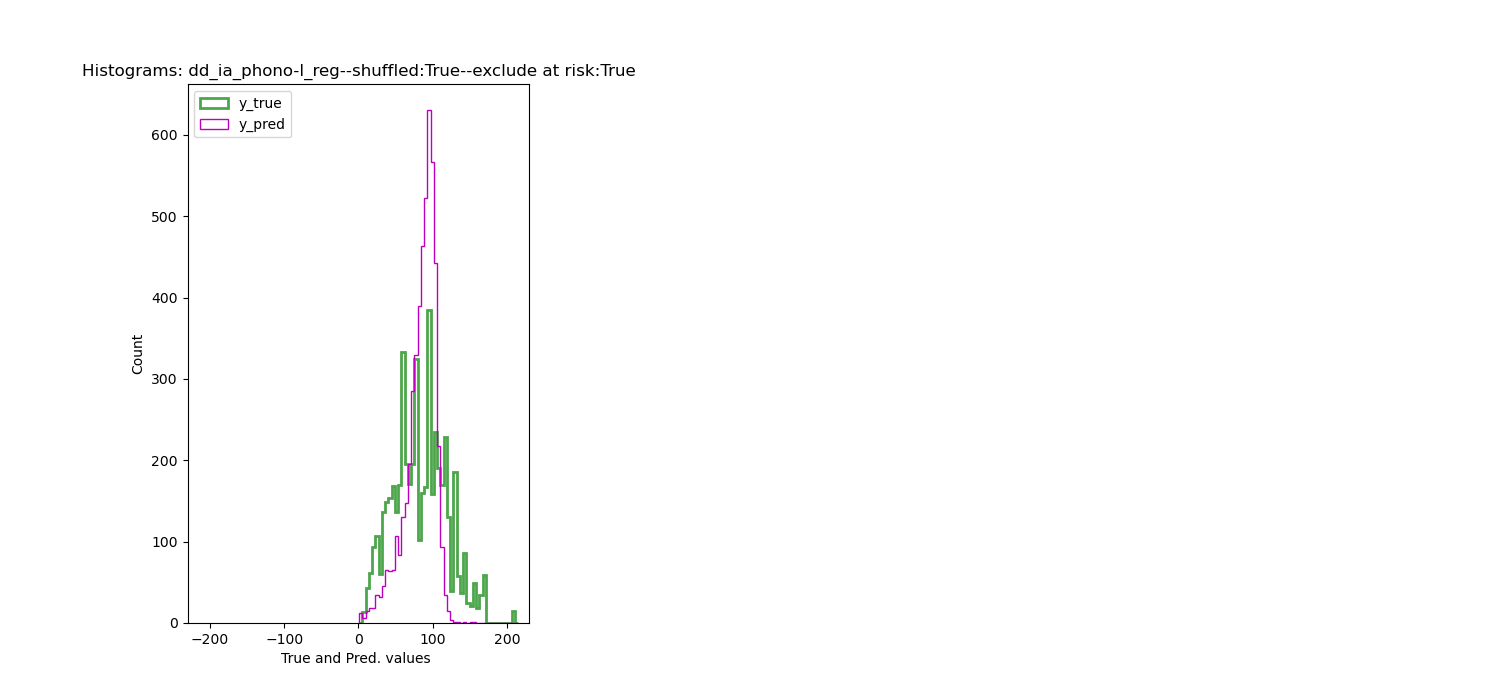 Histograms: dd_ia_phono-l_reg--shuffled:True--exclude at risk:True
y_true
y_pred
600
500
400
300
200
100
0
Count
−200 −100 0 100 200
True and Pred. values